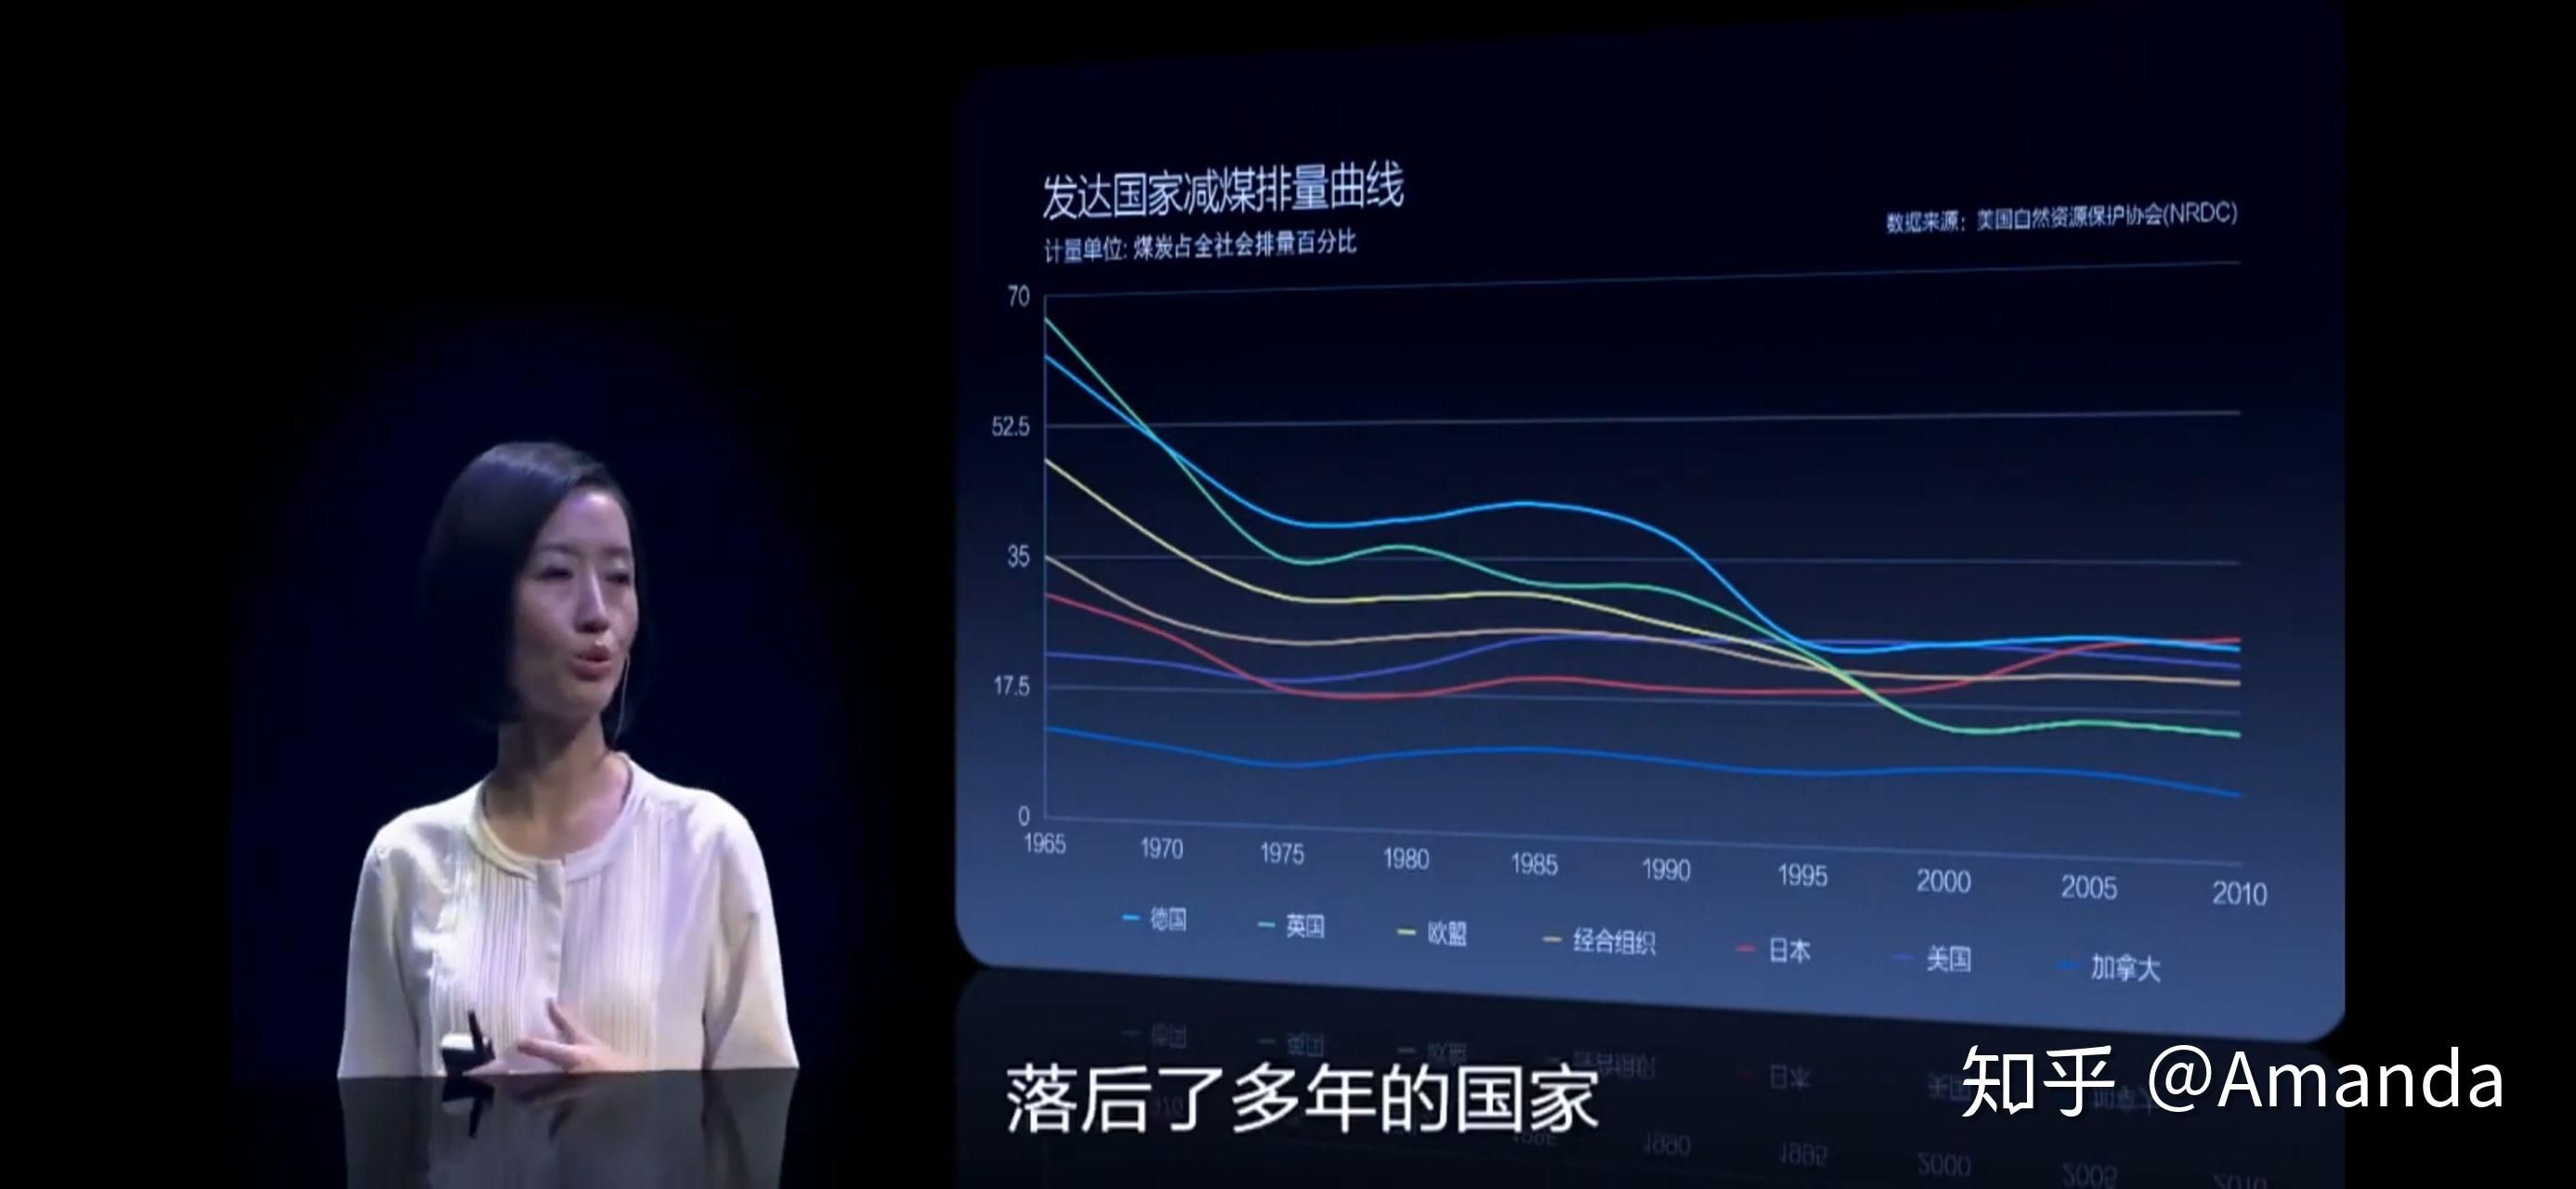 发达国家减煤排量曲线
计量单位: 煤炭占全社会排量百分比
数据来源：美国自然资源保护协会(NRDC)
70
52.5
35
17.5
0
1965 1970 1975 1980 1985 1990 1995 2000 2005 2010
德国 英国 欧盟 经合组织 日本 美国 加拿大
落后了多年的国家
知乎 @Amanda